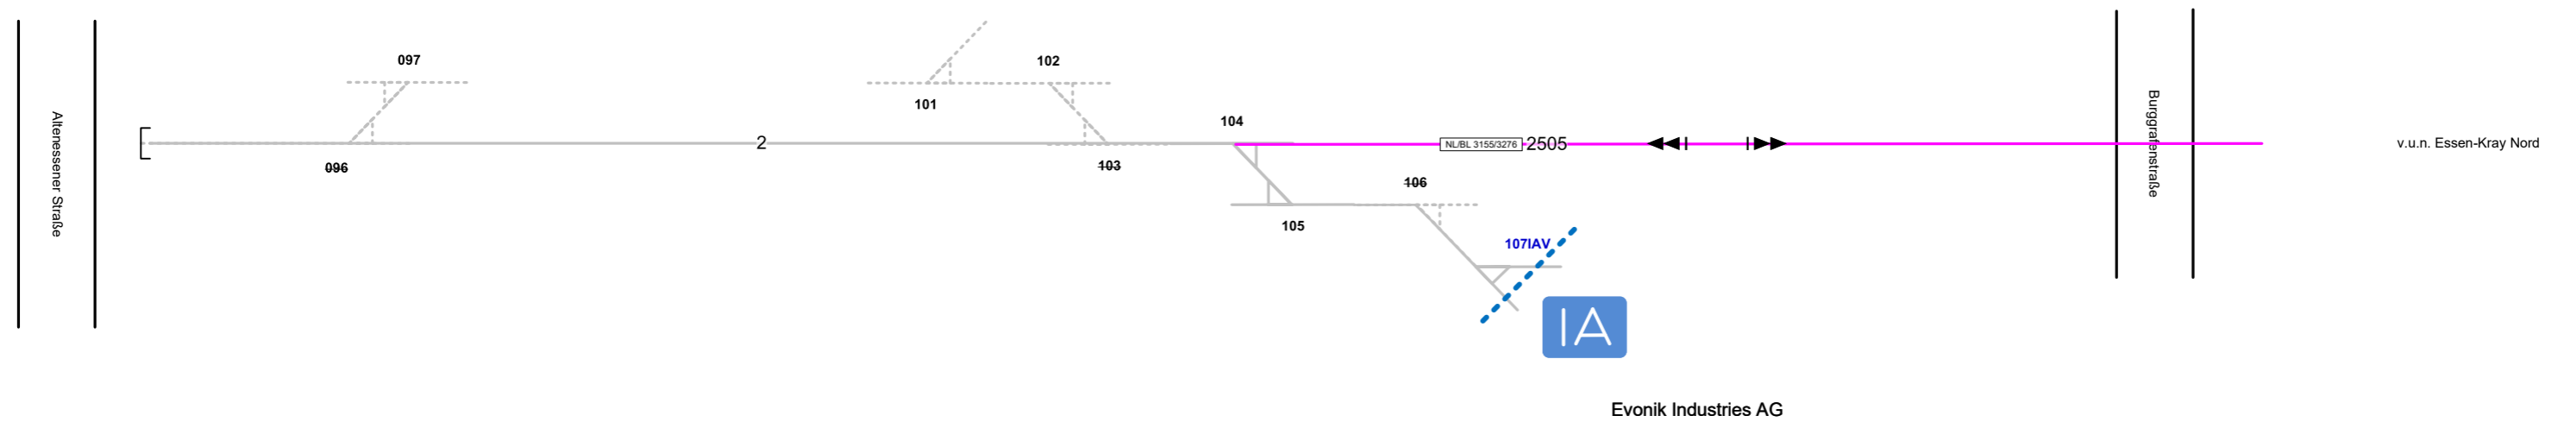 Altenessener Straße
097
096
2
101
102
103
104
105
NL/BL 3155/3276
2505
106
107IAV
IA
Evonik Industries AG
Burggrafenstraße
v.u.n. Essen-Kray Nord